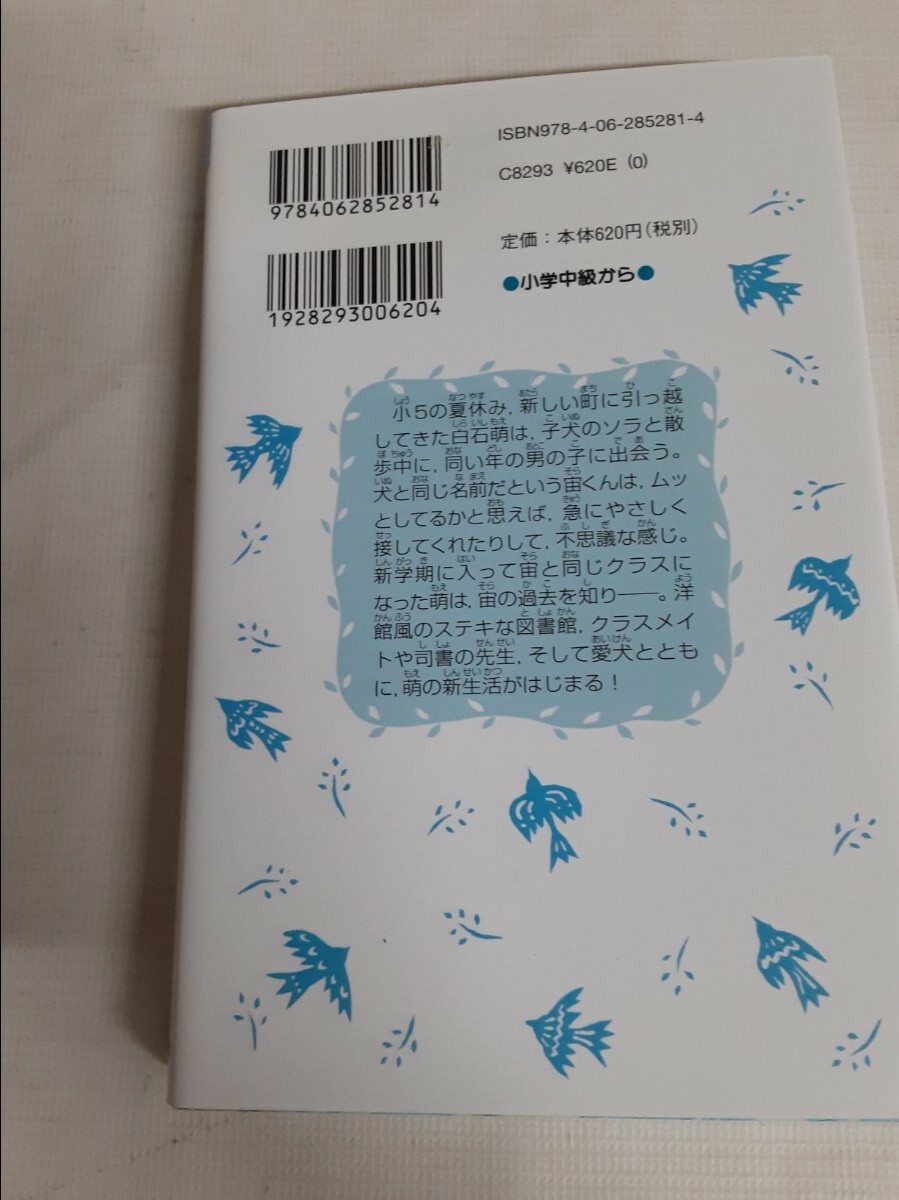 ISBN978-4-06-285281-4
C8293 ¥620E (0)
9784062852814
定価：本体620円(税別)
1928293006204
●小学中級から●
小5の夏休み，新しい町に引っ越
してきた白石萌は，子犬のソラと散
歩中に，同い年の男の子に出会う。
犬と同じ名前だという宙くんは，ムッ
としてるかと思えば，急にやさしく
接してくれたりして，不思議な感じ。
新学期に入って宙と同じクラスに
なった萌は，宙の過去を知り――。洋
館風のステキな図書館，クラスメイ
トや司書の先生，そして愛犬ととも
に，萌の新生活がはじまる！